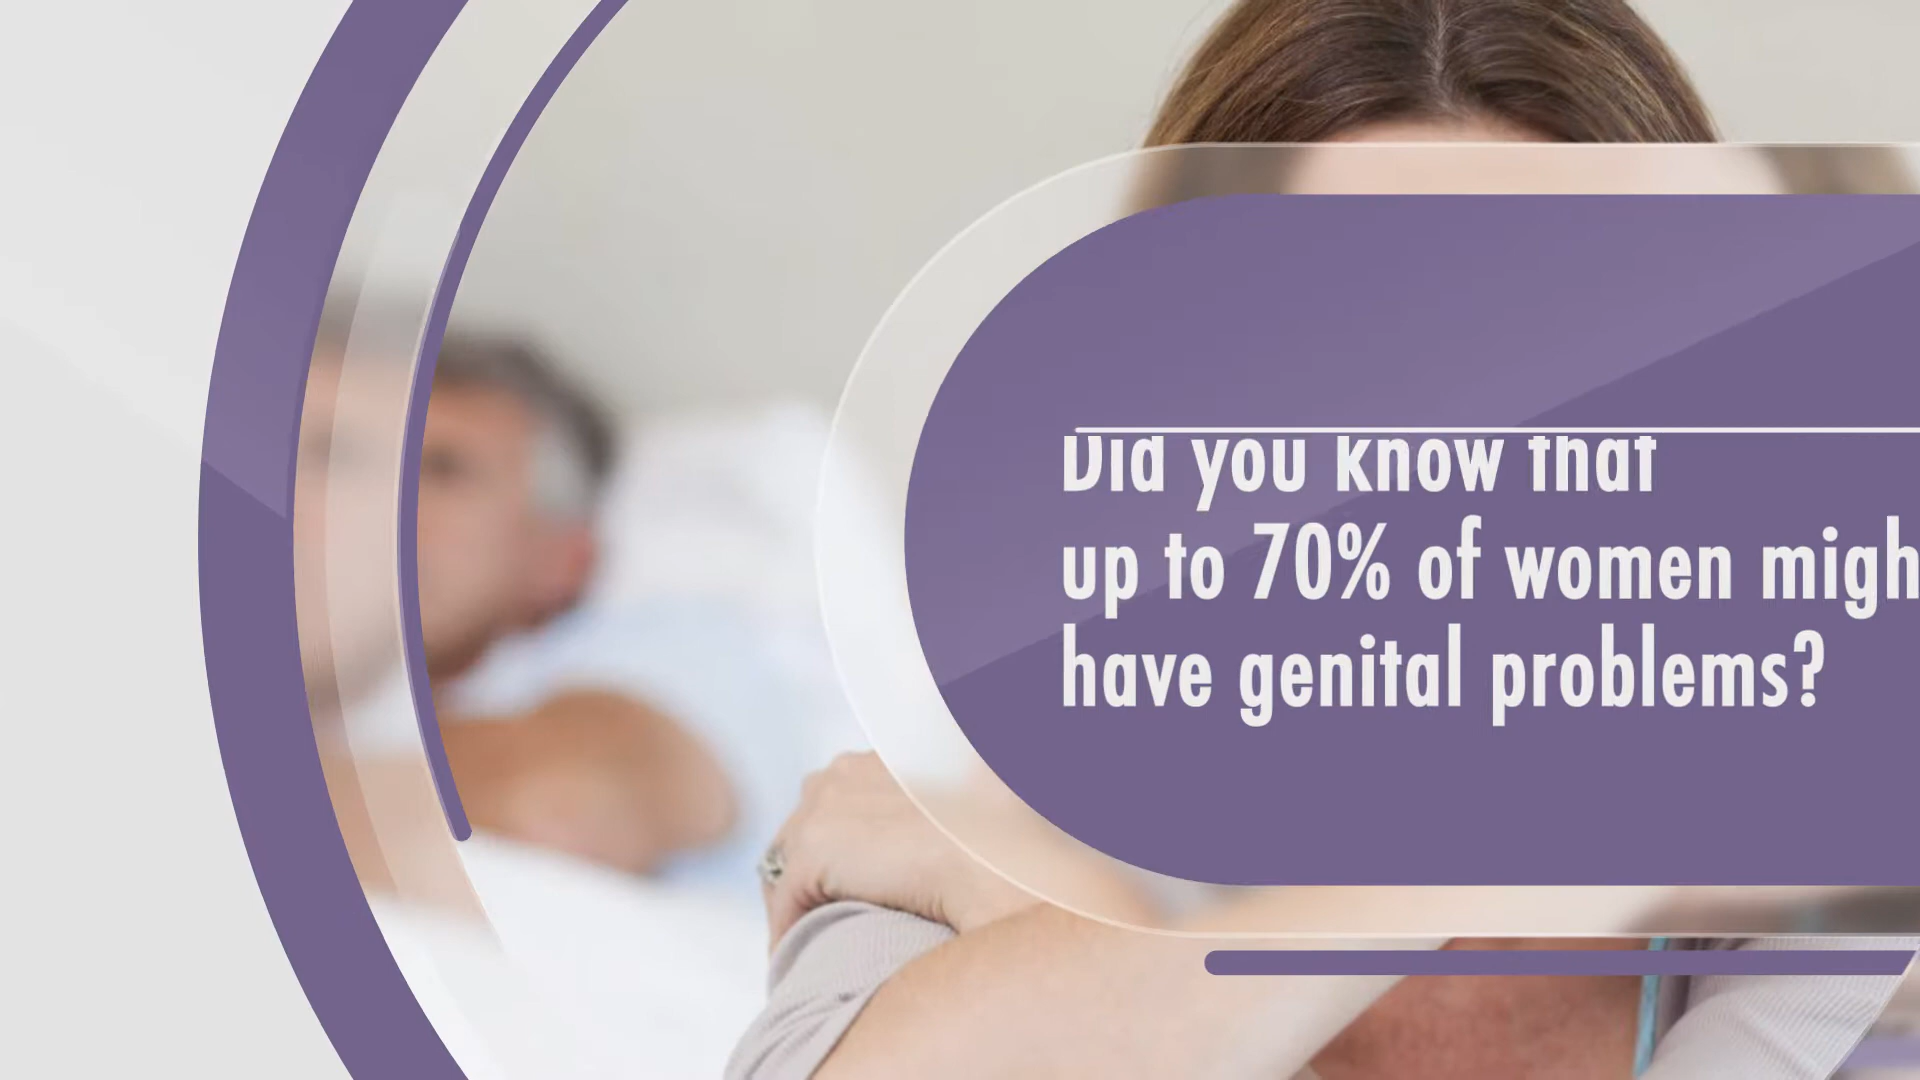 Did you know that
up to 70% of women migh
have genital problems?